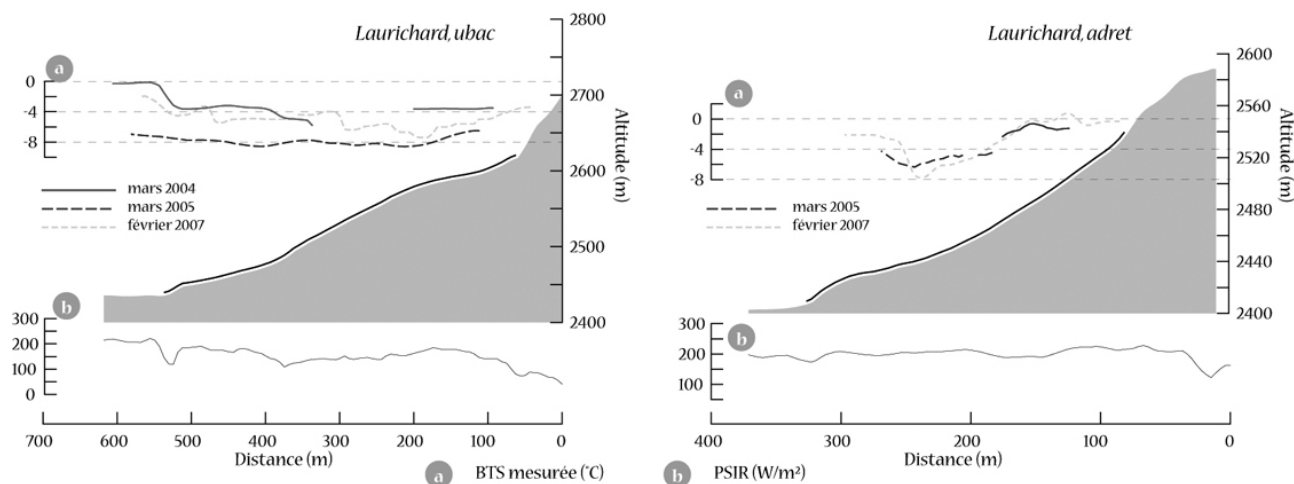 Laurichard, ubac
a
0
-4
-8
mars 2004
mars 2005
février 2007
2800
2700
2600
2500
2400
Altitude (m)
b
300
200
100
0
700 600 500 400 300 200 100 0
Distance (m)
Laurichard, adret
a
0
-4
-8
mars 2005
février 2007
2600
2560
2520
2480
2440
2400
Altitude (m)
b
300
200
100
400 300 200 100 0
Distance (m)
a BTS mesurée (°C)
b PSIR (W/m²)